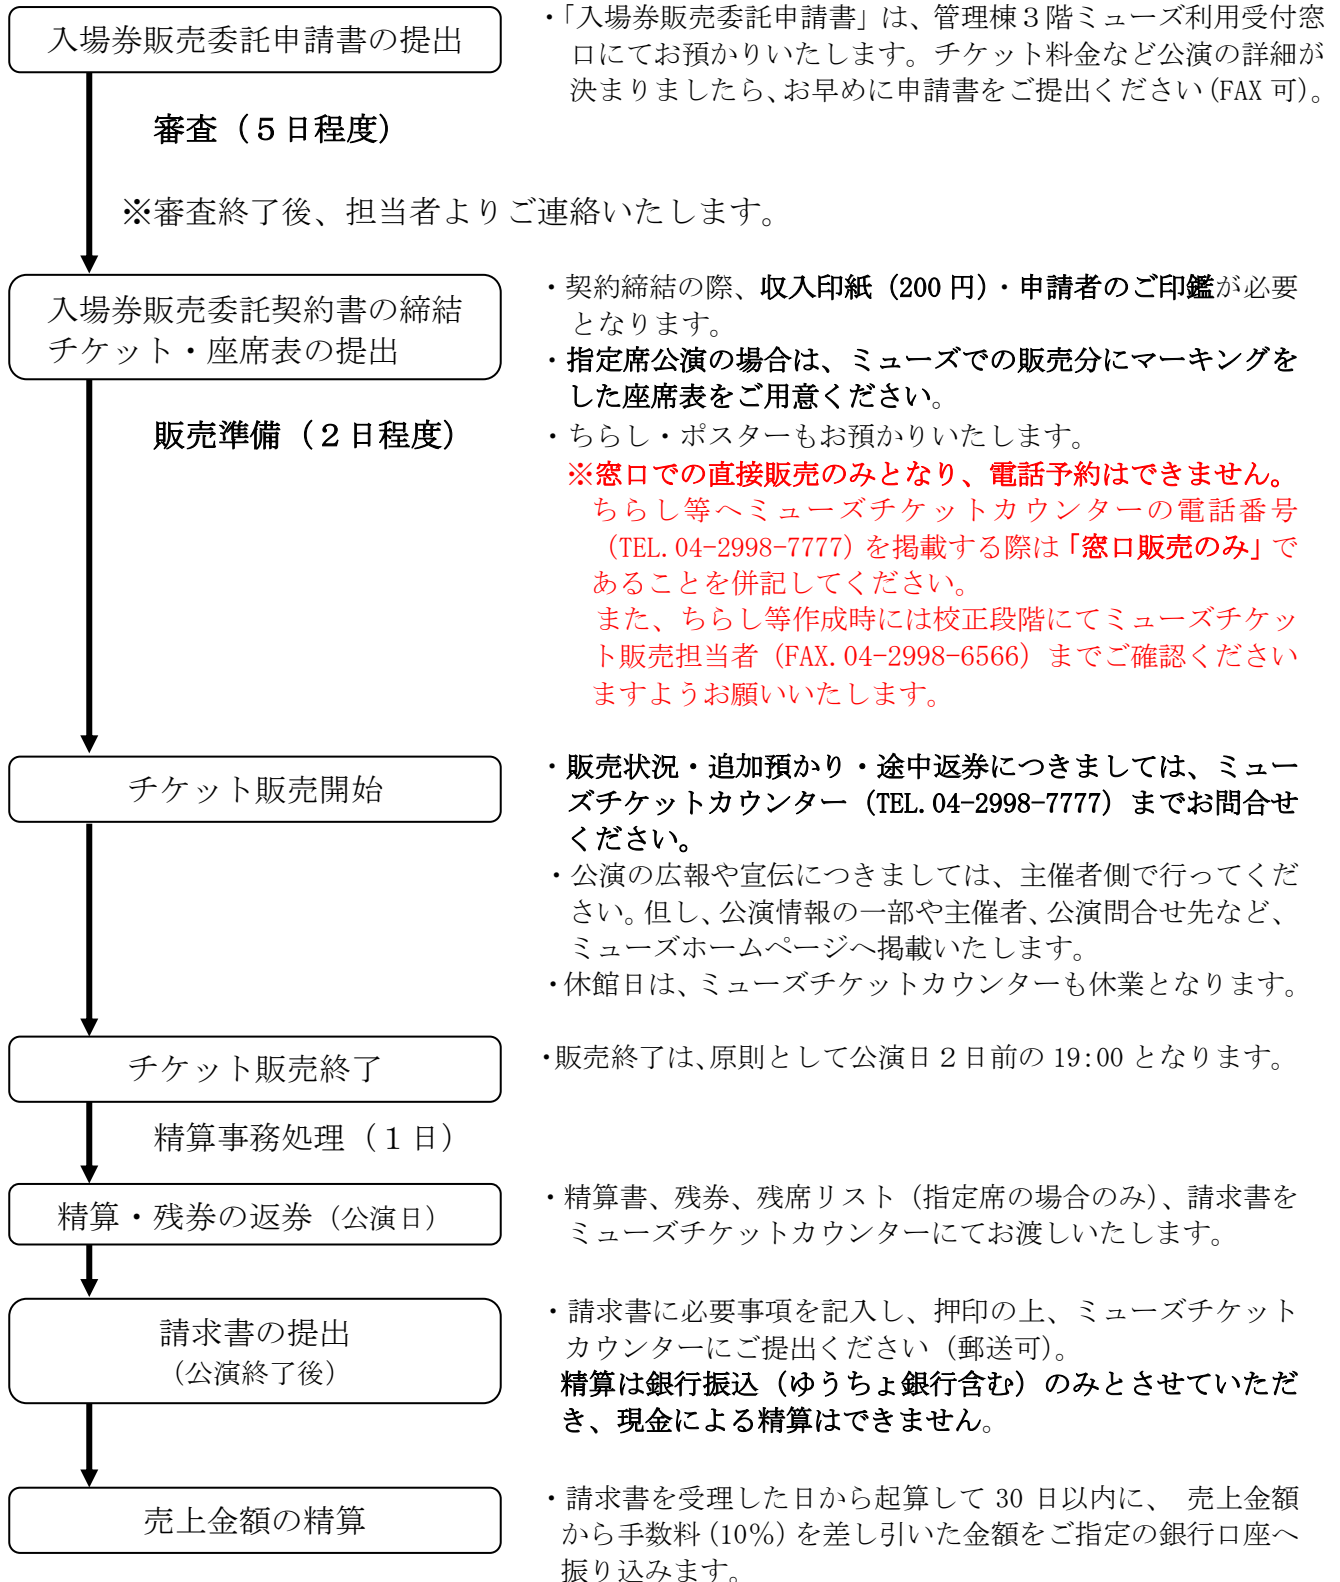 入場券販売委託申請書の提出
・「入場券販売委託申請書」は、管理棟３階ミューズ利用受付窓
口にてお預かりいたします。チケット料金など公演の詳細が
決まりましたら、お早めに申請書をご提出ください(FAX 可)。
審査（５日程度）
※審査終了後、担当者よりご連絡いたします。
入場券販売委託契約書の締結
チケット・座席表の提出
・契約締結の際、収入印紙（200 円）・申請者のご印鑑が必要
となります。
・指定席公演の場合は、ミューズでの販売分にマーキングを
した座席表をご用意ください。
販売準備（２日程度）
・ちらし・ポスターもお預かりいたします。
※窓口での直接販売のみとなり、電話予約はできません。
ちらし等へミューズチケットカウンターの電話番号
（TEL.04-2998-7777）を掲載する際は「窓口販売のみ」で
あることを併記してください。
また、ちらし等作成時には校正段階にてミューズチケッ
ト販売担当者（FAX.04-2998-6566）までご確認ください
ますようお願いいたします。
チケット販売開始
・販売状況・追加預かり・途中返券につきましては、ミュー
ズチケットカウンター（TEL.04-2998-7777）までお問合せ
ください。
・公演の広報や宣伝につきましては、主催者側で行ってくだ
さい。但し、公演情報の一部や主催者、公演問合せ先など、
ミューズホームページへ掲載いたします。
・休館日は、ミューズチケットカウンターも休業となります。
チケット販売終了
・販売終了は、原則として公演日２日前の 19:00 となります。
精算事務処理（１日）
精算・残券の返券（公演日）
・精算書、残券、残席リスト（指定席の場合のみ）、請求書を
ミューズチケットカウンターにてお渡しいたします。
請求書の提出
（公演終了後）
・請求書に必要事項を記入し、押印の上、ミューズチケット
カウンターにご提出ください（郵送可）。
精算は銀行振込（ゆうちょ銀行含む）のみとさせていただ
き、現金による精算はできません。
売上金額の精算
・請求書を受理した日から起算して 30 日以内に、 売上金額
から手数料(10％)を差し引いた金額をご指定の銀行口座へ
振り込みます。